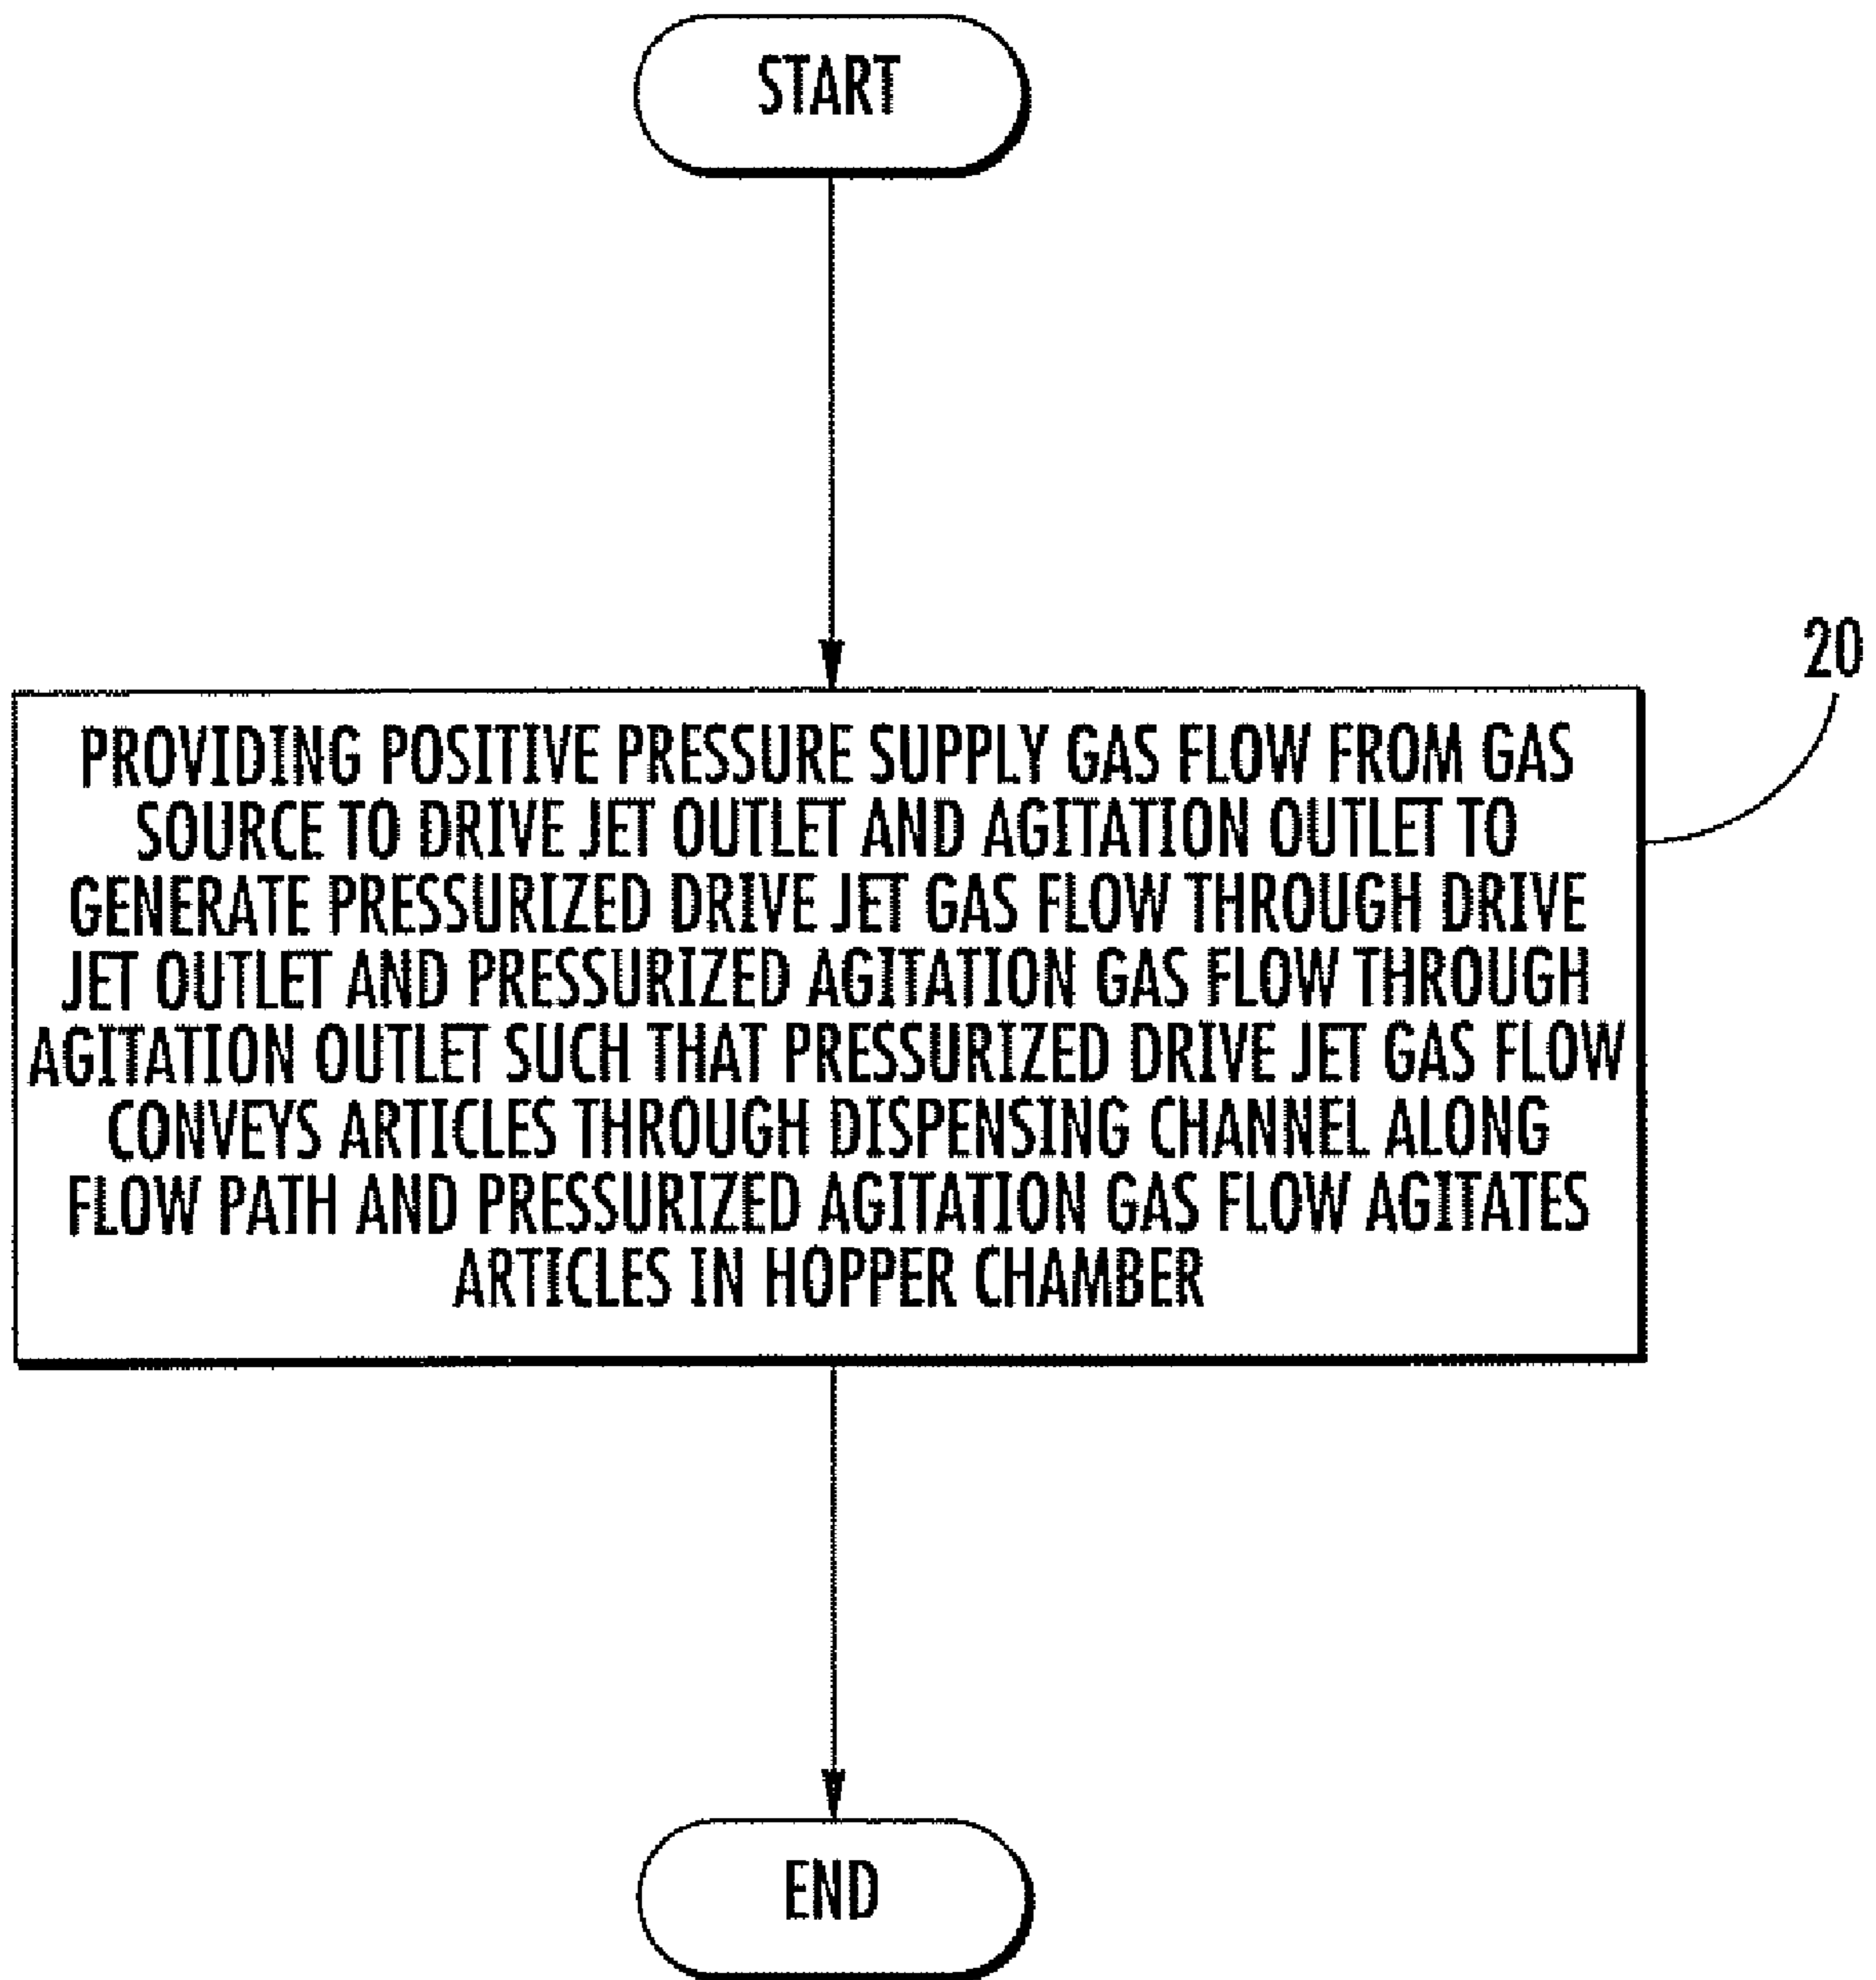 START
20
PROVIDING POSITIVE PRESSURE SUPPLY GAS FLOW FROM GAS
SOURCE TO DRIVE JET OUTLET AND AGITATION OUTLET TO
GENERATE PRESSURIZED DRIVE JET GAS FLOW THROUGH DRIVE
JET OUTLET AND PRESSURIZED AGITATION GAS FLOW THROUGH
AGITATION OUTLET SUCH THAT PRESSURIZED DRIVE JET GAS FLOW
CONVEYS ARTICLES THROUGH DISPENSING CHANNEL ALONG
FLOW PATH AND PRESSURIZED AGITATION GAS FLOW AGITATES
ARTICLES IN HOPPER CHAMBER
END